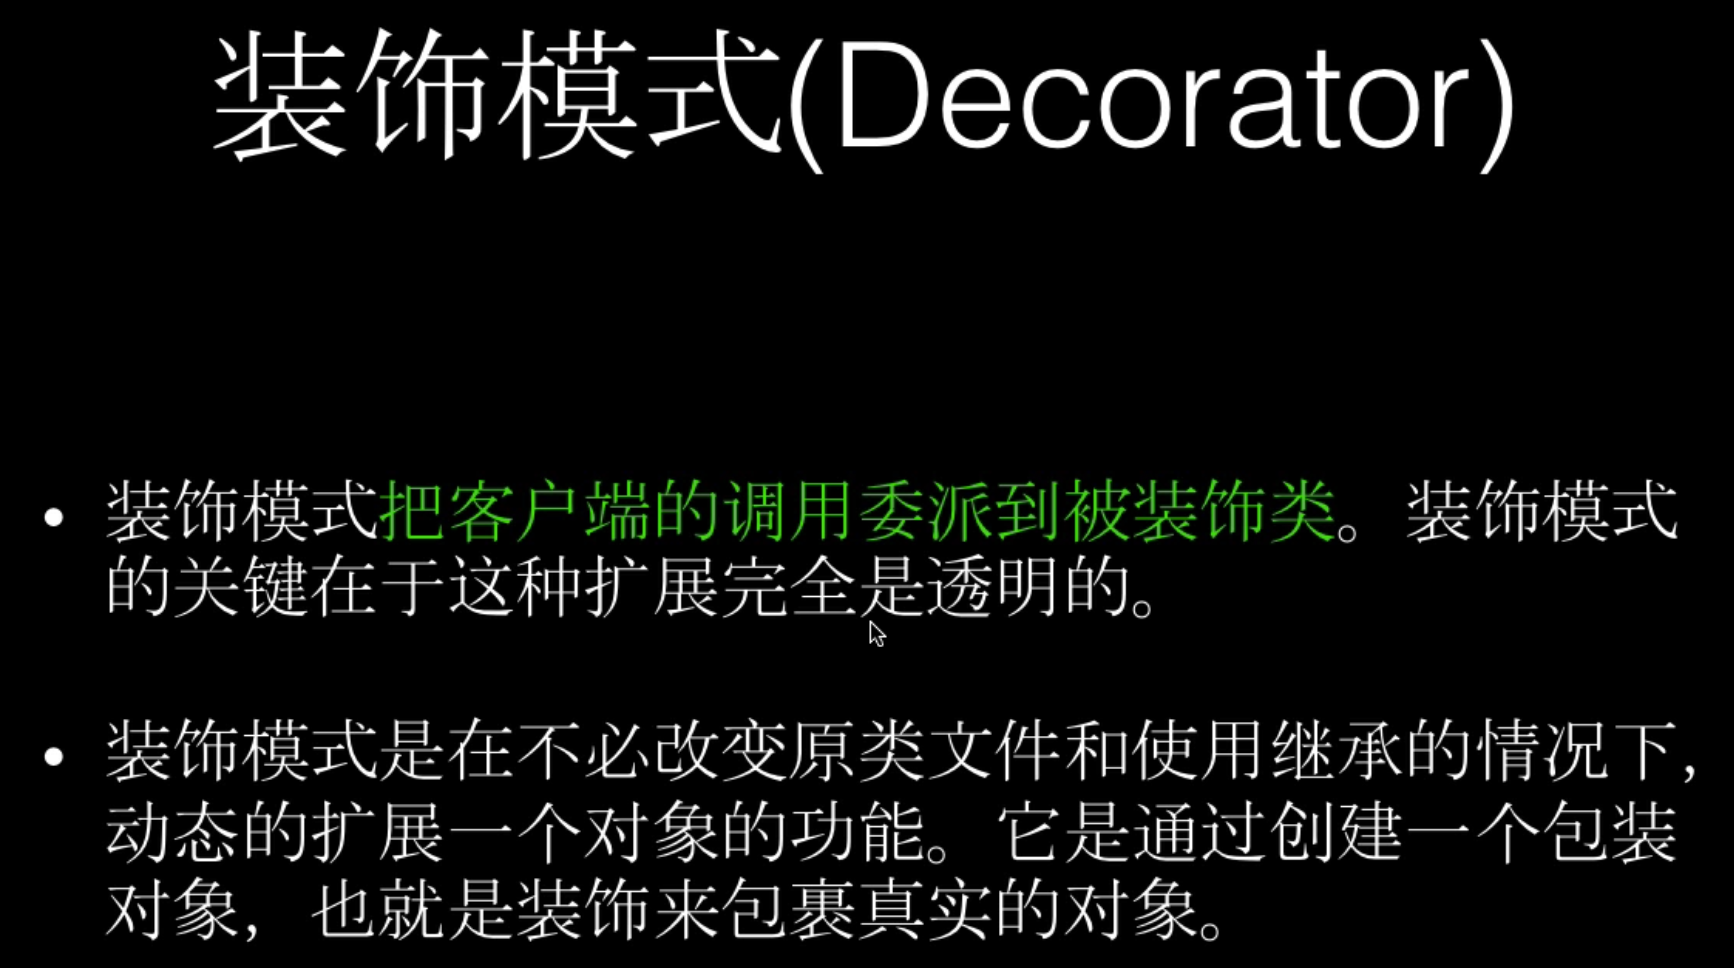 装饰模式(Decorator)
• 装饰模式把客户端的调用委派到被装饰类。装饰模式
的关键在于这种扩展完全是透明的。
• 装饰模式是在不必改变原类文件和使用继承的情况下,
动态的扩展一个对象的功能。它是通过创建一个包装
对象，也就是装饰来包裹真实的对象。